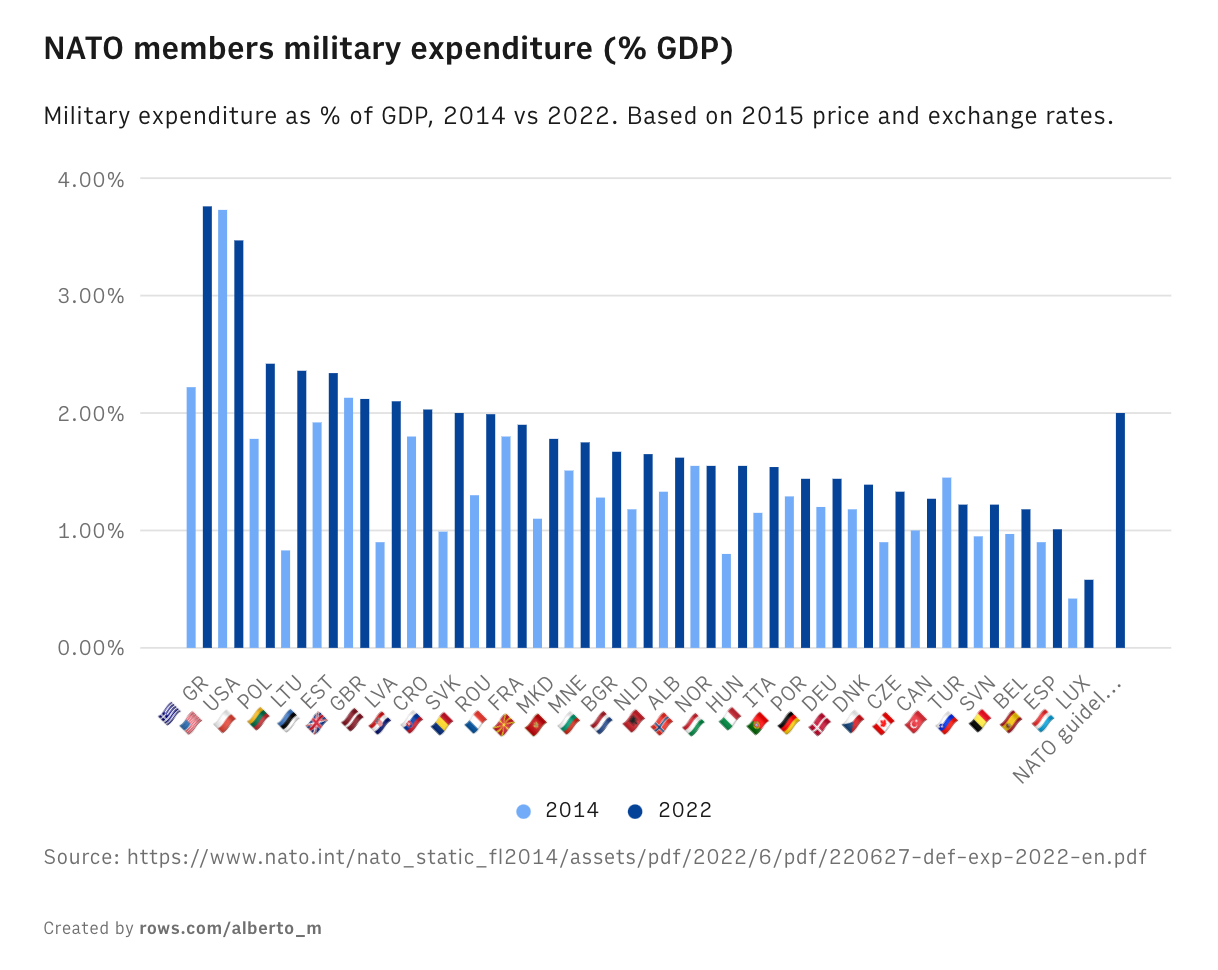 NATO members military expenditure (% GDP)
Military expenditure as % of GDP, 2014 vs 2022. Based on 2015 price and exchange rates.
4.00%
3.00%
2.00%
1.00%
0.00%
GR
USA
POL
LTU
EST
GBR
LVA
CRO
SVK
ROU
FRA
MKD
MNE
BGR
NLD
ALB
NOR
HUN
ITA
POR
DEU
DNK
CZE
CAN
TUR
SVN
BEL
ESP
LUX
NATO guidel...
2014
2022
Source: https://www.nato.int/nato_static_fl2014/assets/pdf/2022/6/pdf/220627-def-exp-2022-en.pdf
Created by rows.com/alberto_m